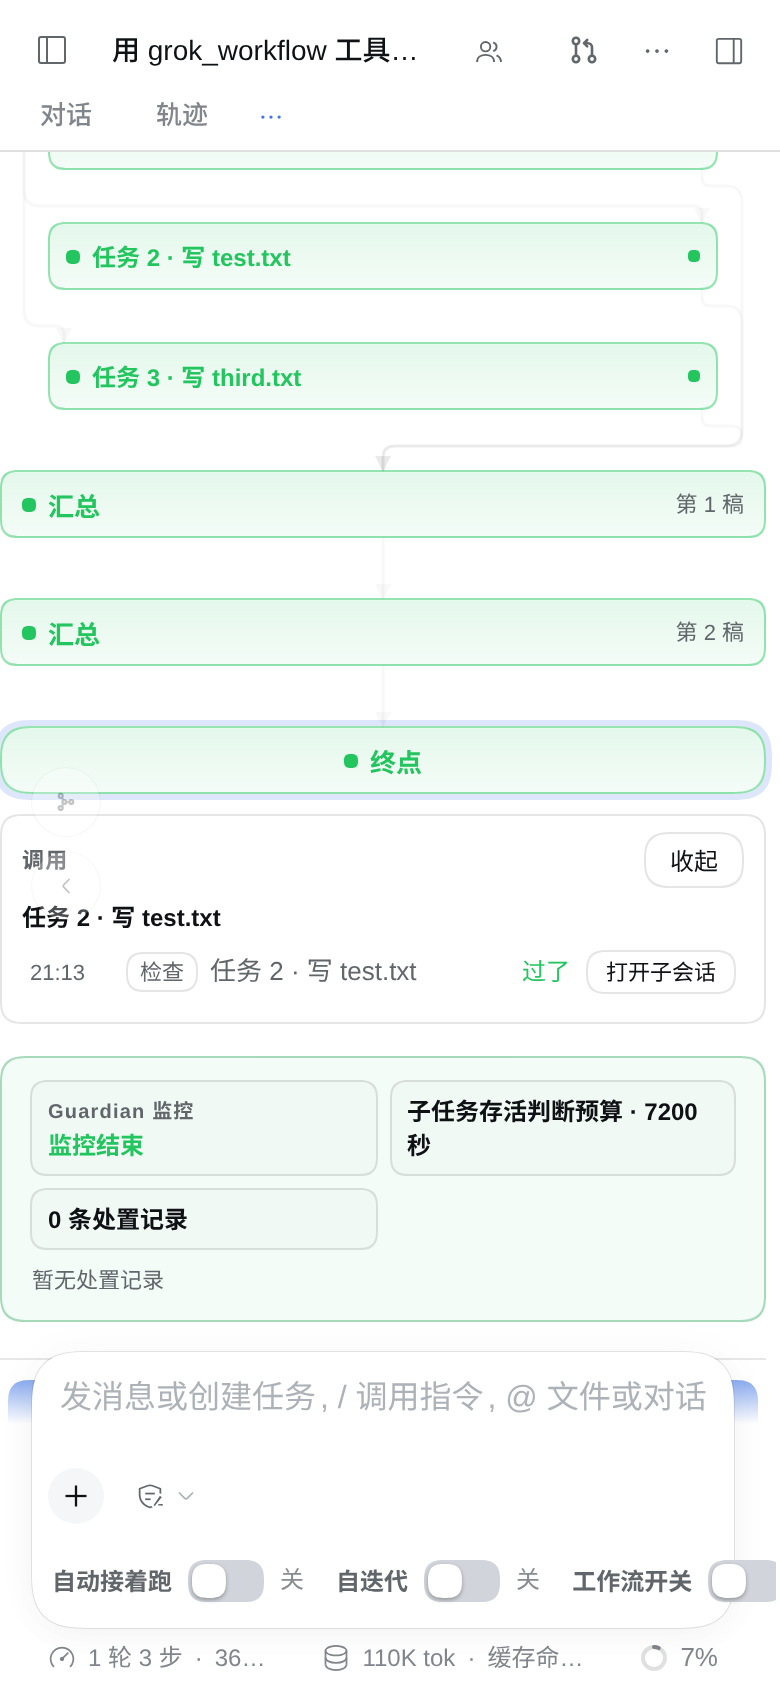 用 grok_workflow 工具...
对话 轨迹 ...
任务 2 · 写 test.txt
任务 3 · 写 third.txt
汇总 第 1 稿
汇总 第 2 稿
终点
调用 收起
任务 2 · 写 test.txt
21:13 检查 任务 2 · 写 test.txt 过了 打开子会话
Guardian 监控
监控结束
子任务存活判断预算 · 7200
秒
0 条处置记录
暂无处置记录
发消息或创建任务, / 调用指令, @ 文件或对话
自动接着跑 关 自迭代 关 工作流开关
1 轮 3 步 · 36... 110K tok · 缓存命... 7%